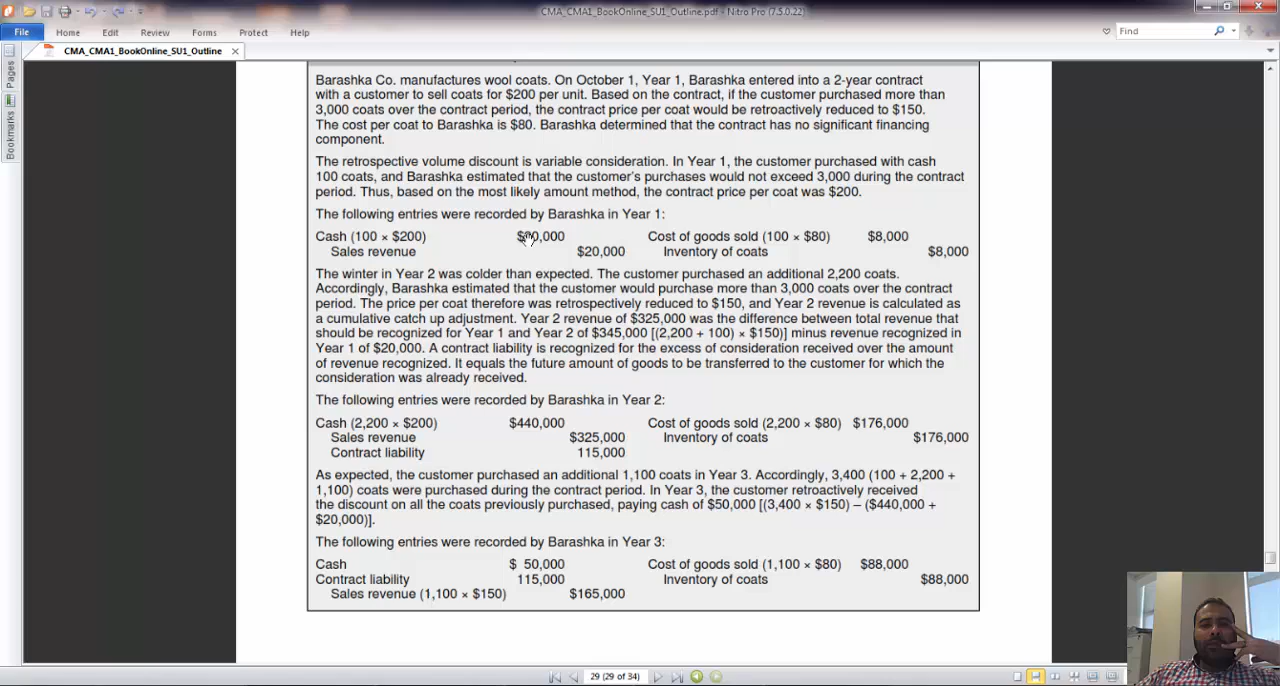 CMA_CMA1_BookOnline_SU1_Outline.pdf - Nitro Pro (7.5.0.22)
File Home Edit Review Forms Protect Help Find
CMA_CMA1_BookOnline_SU1_Outline
Pages
Bookmarks
Barashka Co. manufactures wool coats. On October 1, Year 1, Barashka entered into a 2-year contract
with a customer to sell coats for $200 per unit. Based on the contract, if the customer purchased more than
3,000 coats over the contract period, the contract price per coat would be retroactively reduced to $150.
The cost per coat to Barashka is $80. Barashka determined that the contract has no significant financing
component.
The retrospective volume discount is variable consideration. In Year 1, the customer purchased with cash
100 coats, and Barashka estimated that the customer's purchases would not exceed 3,000 during the contract
period. Thus, based on the most likely amount method, the contract price per coat was $200.
The following entries were recorded by Barashka in Year 1:
Cash (100 × $200) Cost of goods sold (100 × $80) $8,000
Sales revenue $20,000 Inventory of coats $8,000
The winter in Year 2 was colder than expected. The customer purchased an additional 2,200 coats.
Accordingly, Barashka estimated that the customer would purchase more than 3,000 coats over the contract
period. The price per coat therefore was retrospectively reduced to $150, and Year 2 revenue is calculated as
a cumulative catch up adjustment. Year 2 revenue of $325,000 was the difference between total revenue that
should be recognized for Year 1 and Year 2 of $345,000 [(2,200 + 100) × $150)] minus revenue recognized in
Year 1 of $20,000. A contract liability is recognized for the excess of consideration received over the amount
of revenue recognized. It equals the future amount of goods to be transferred to the customer for which the
consideration was already received.
The following entries were recorded by Barashka in Year 2:
Cash (2,200 × $200) $440,000 Cost of goods sold (2,200 × $80) $176,000
Sales revenue $325,000 Inventory of coats $176,000
Contract liability 115,000
As expected, the customer purchased an additional 1,100 coats in Year 3. Accordingly, 3,400 (100 + 2,200 +
1,100) coats were purchased during the contract period. In Year 3, the customer retroactively received
the discount on all the coats previously purchased, paying cash of $50,000 [(3,400 × $150) – ($440,000 +
$20,000)].
The following entries were recorded by Barashka in Year 3:
Cash $ 50,000 Cost of goods sold (1,100 × $80) $88,000
Contract liability 115,000 Inventory of coats $88,000
Sales revenue (1,100 × $150) $165,000
29 (29 of 34)